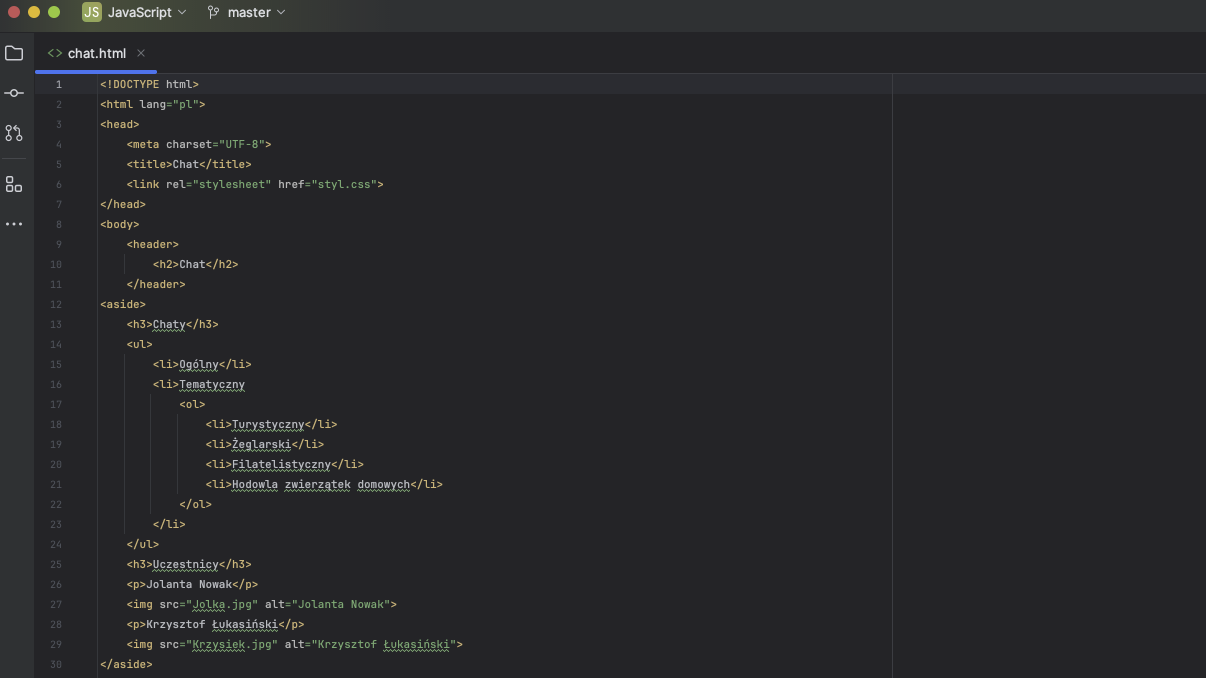 JS JavaScript master
<> chat.html ×
1 <!DOCTYPE html>
2 <html lang="pl">
3 <head>
4 <meta charset="UTF-8">
5 <title>Chat</title>
6 <link rel="stylesheet" href="styl.css">
7 </head>
8 <body>
9 <header>
10 <h2>Chat</h2>
11 </header>
12 <aside>
13 <h3>Chaty</h3>
14 <ul>
15 <li>Ogólny</li>
16 <li>Tematyczny
17 <ol>
18 <li>Turystyczny</li>
19 <li>Żeglarski</li>
20 <li>Filatelistyczny</li>
21 <li>Hodowla zwierzątek domowych</li>
22 </ol>
23 </li>
24 </ul>
25 <h3>Uczestnicy</h3>
26 <p>Jolanta Nowak</p>
27 <img src="Jolka.jpg" alt="Jolanta Nowak">
28 <p>Krzysztof Łukasiński</p>
29 <img src="Krzysiek.jpg" alt="Krzysztof Łukasiński">
30 </aside>